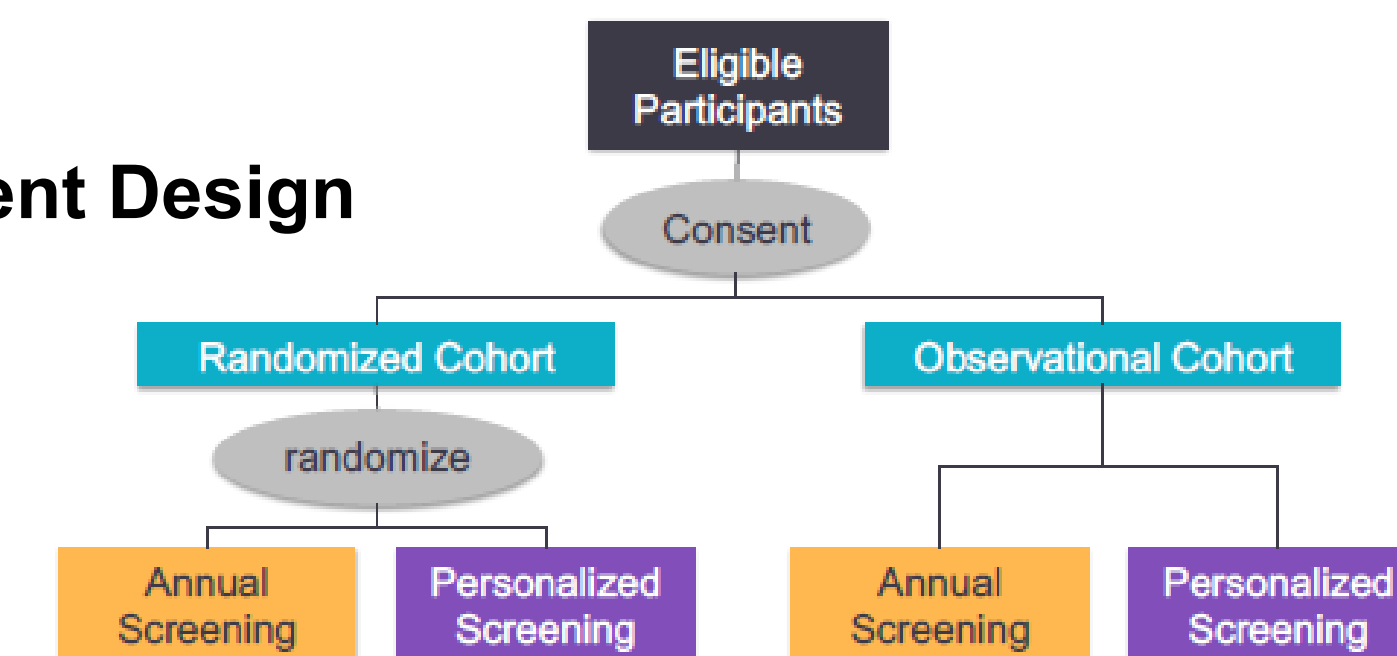 Eligible
Participants
ent Design
Consent
Randomized Cohort
Observational Cohort
randomize
Annual
Screening
Personalized
Screening
Annual
Screening
Personalized
Screening